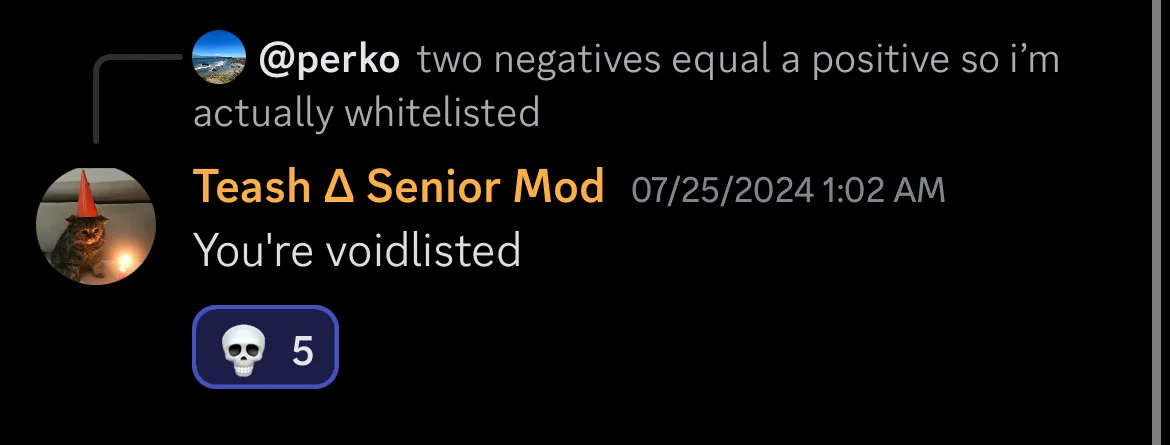 @perko two negatives equal a positive so i’m
actually whitelisted
Teash Δ Senior Mod 07/25/2024 1:02 AM
You're voidlisted
💀 5